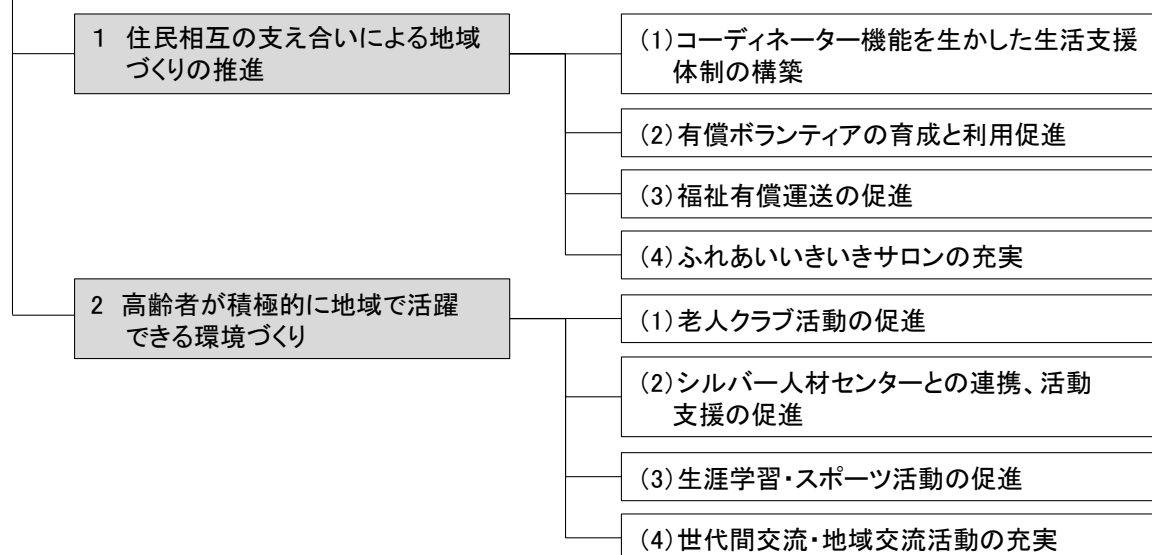 1 住民相互の支え合いによる地域
づくりの推進
(1)コーディネーター機能を生かした生活支援
体制の構築
(2)有償ボランティアの育成と利用促進
(3)福祉有償運送の促進
(4)ふれあいいきいきサロンの充実
2 高齢者が積極的に地域で活躍
できる環境づくり
(1)老人クラブ活動の促進
(2)シルバー人材センターとの連携、活動
支援の促進
(3)生涯学習・スポーツ活動の促進
(4)世代間交流・地域交流活動の充実